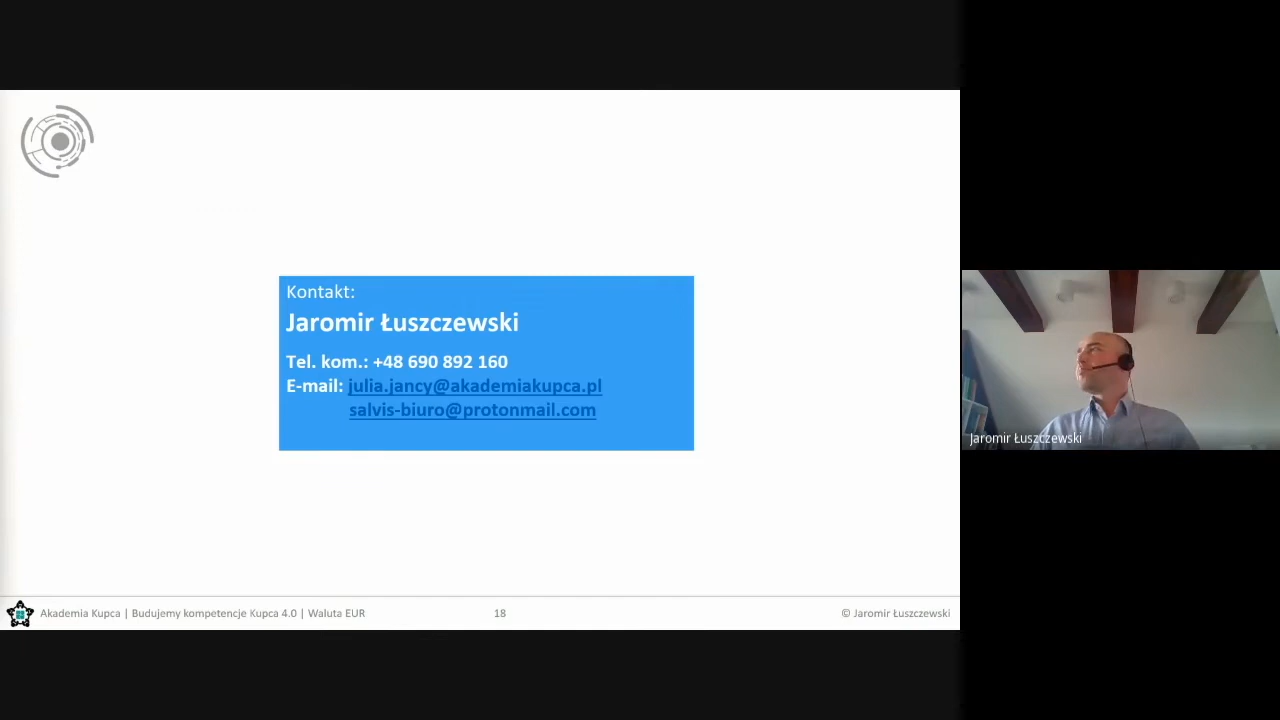 Kontakt:
Jaromir Łuszczewski
Tel. kom.: +48 690 892 160
E-mail: julia.jancy@akademiakupca.pl
salvis-biuro@protonmail.com
Jaromir Łuszczewski
Akademia Kupca | Budujemy kompetencje Kupca 4.0 | Waluta EUR
18
© Jaromir Łuszczewski